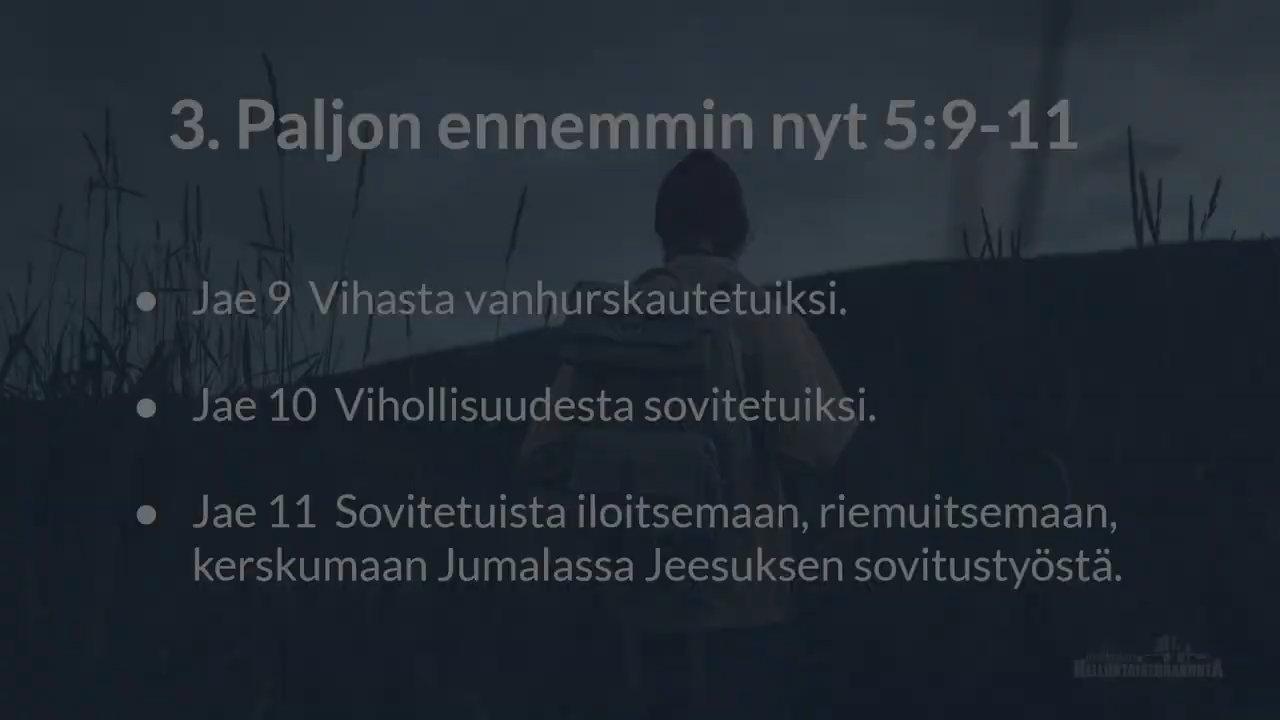 3. Paljon ennemmin nyt 5:9-11
● Jae 9 Vihasta vanhurskautetuiksi.
● Jae 10 Vihollisuudesta sovitetuiksi.
● Jae 11 Sovitetuista iloitsemaan, riemuitsemaan,
kerskumaan Jumalassa Jeesuksen sovitustyöstä.